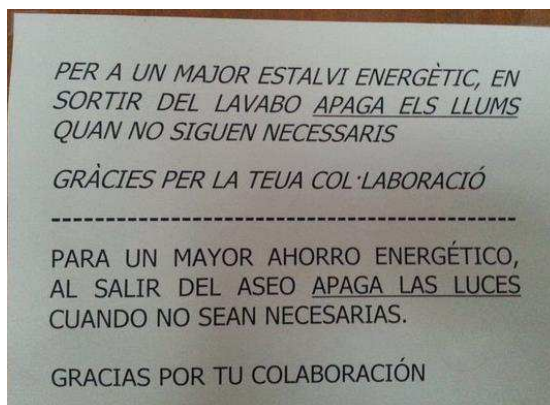 PER A UN MAJOR ESTALVI ENERGÈTIC, EN
SORTIR DEL LAVABO APAGA ELS LLUMS
QUAN NO SIGUEN NECESSARIS
GRÀCIES PER LA TEUA COL·LABORACIÓ
------------------------------------------------
PARA UN MAYOR AHORRO ENERGÉTICO,
AL SALIR DEL ASEO APAGA LAS LUCES
CUANDO NO SEAN NECESARIAS.
GRACIAS POR TU COLABORACIÓN